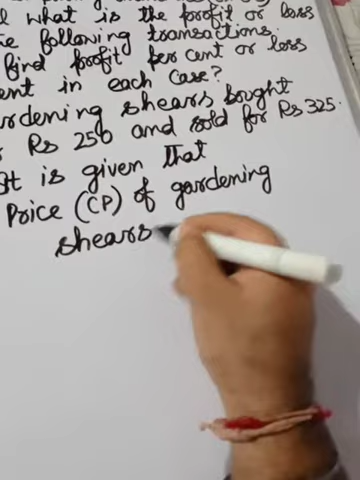 what is the profit or loss
following transactions.
find profit per cent or loss
in each case?
gardening shears bought
Rs 250 and sold for Rs 325.
It is given that
Price (CP) of gardening
shears